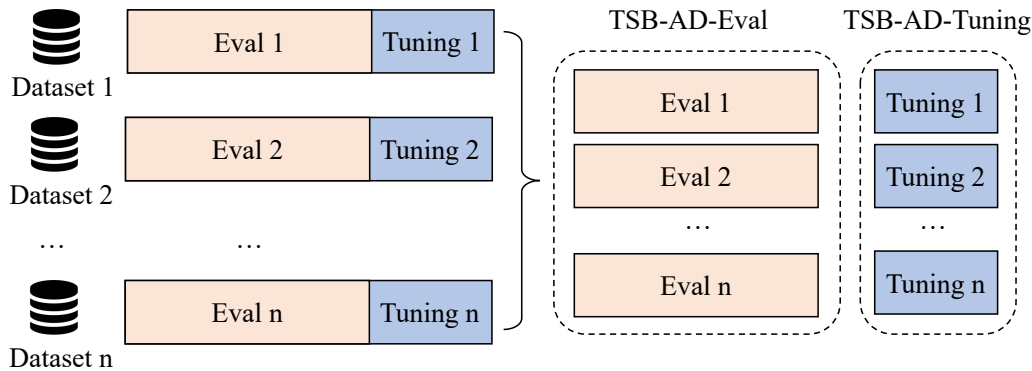 TSB-AD-Eval
TSB-AD-Tuning
Eval 1
Tuning 1
Dataset 1
Eval 2
Tuning 2
Dataset 2
...
...
Eval n
Tuning n
Dataset n
Eval 1
Tuning 1
Eval 2
Tuning 2
...
...
Eval n
Tuning n